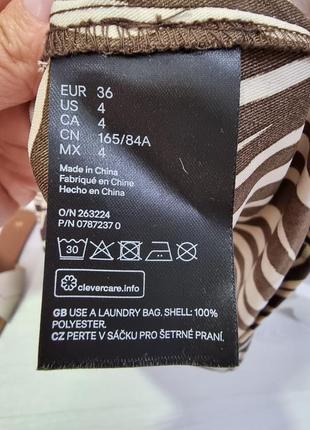 EUR 36
US 4
CA 4
CN 165/84A
MX 4
Made in China
Fabriqué en Chine
Hecho en China
O/N 263224
P/N 0787237 0
30
clevercare.info
GB USE A LAUNDRY BAG. SHELL: 100%
POLYESTER.
CZ PERTE V SÁČKU PRO ŠETRNÉ PRANÍ.